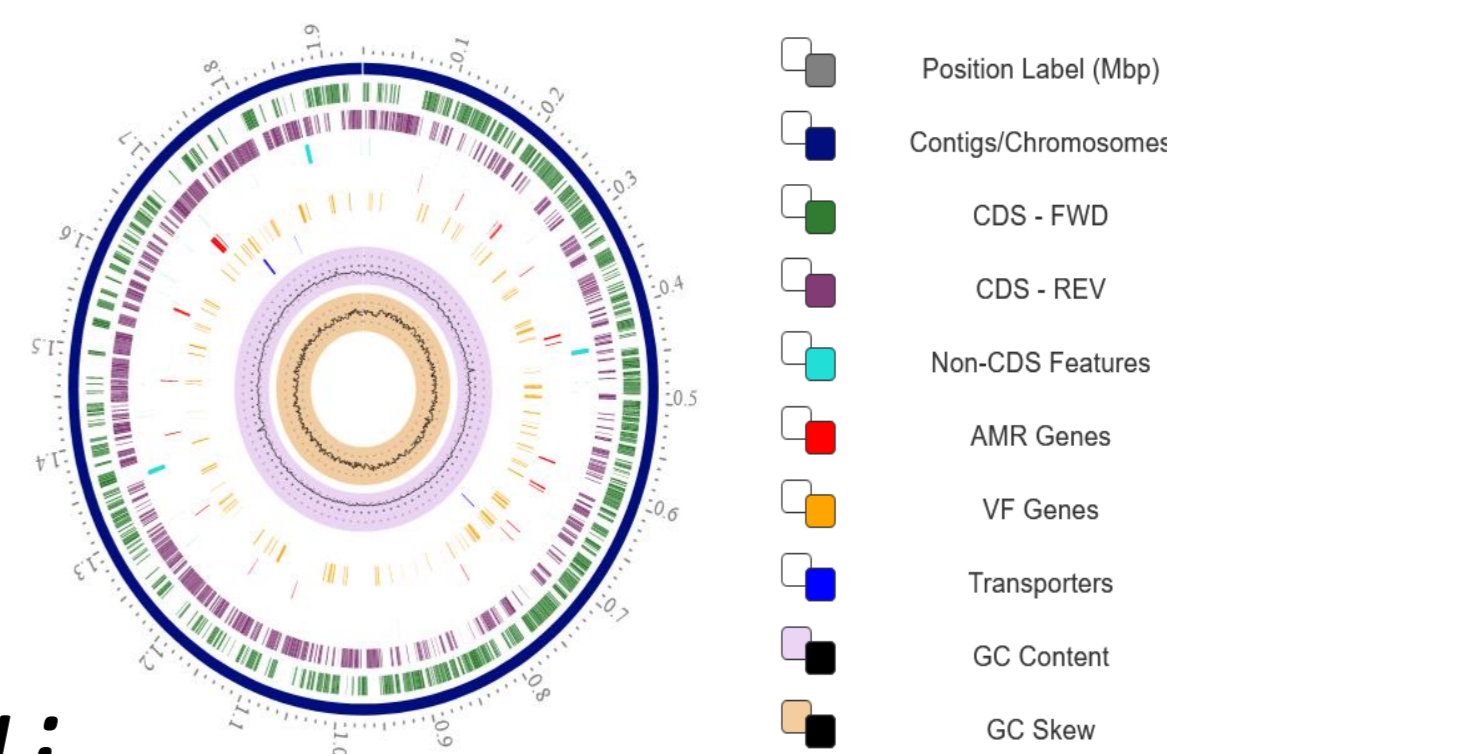 0.1
0.2
0.3
0.4
0.5
0.6
0.7
0.8
0.9
1.0
1.1
1.2
1.3
1.4
1.5
1.6
1.7
1.8
1.9
Position Label (Mbp)
Contigs/Chromosomes
CDS - FWD
CDS - REV
Non-CDS Features
AMR Genes
VF Genes
Transporters
GC Content
GC Skew